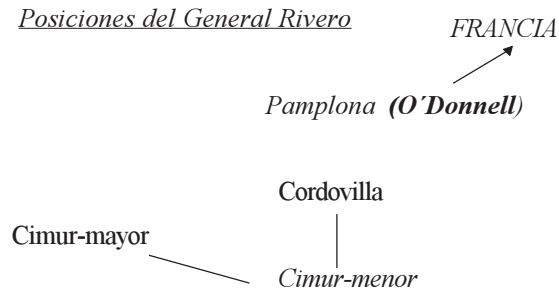 Posiciones del General Rivero
FRANCIA
Pamplona (O´Donnell)
Cordovilla
Cimur-mayor
Cimur-menor